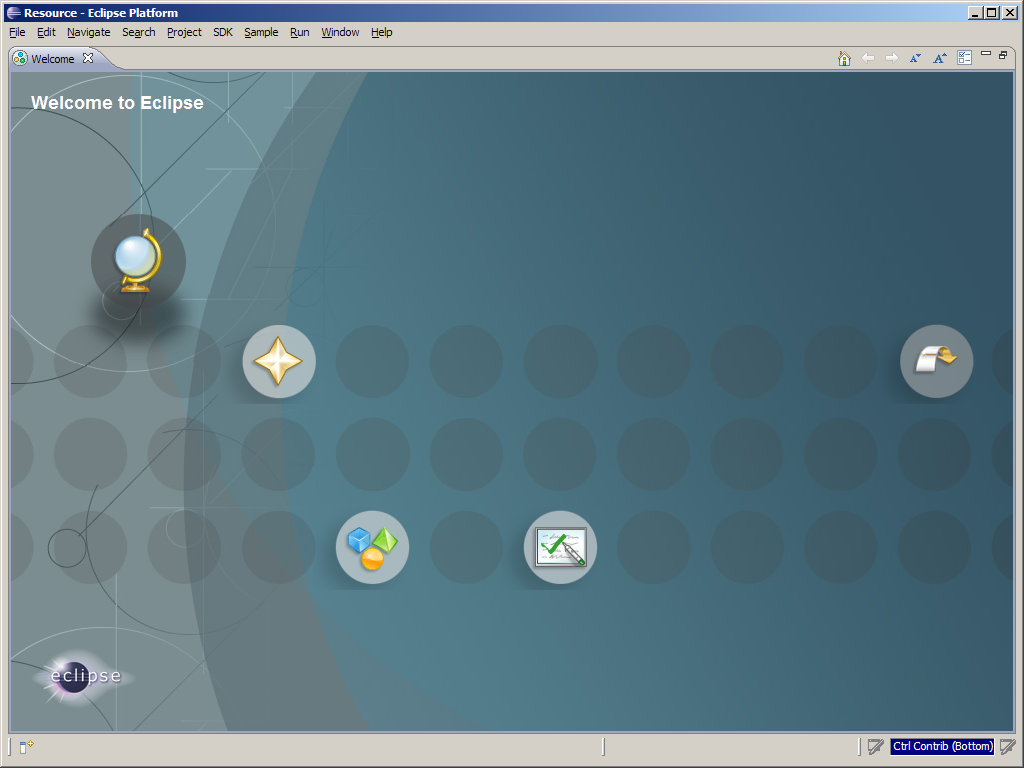 Resource - Eclipse Platform
File Edit Navigate Search Project SDK Sample Run Window Help
Welcome
A A
Welcome to Eclipse
eclipse
Ctrl Contrib (Bottom)